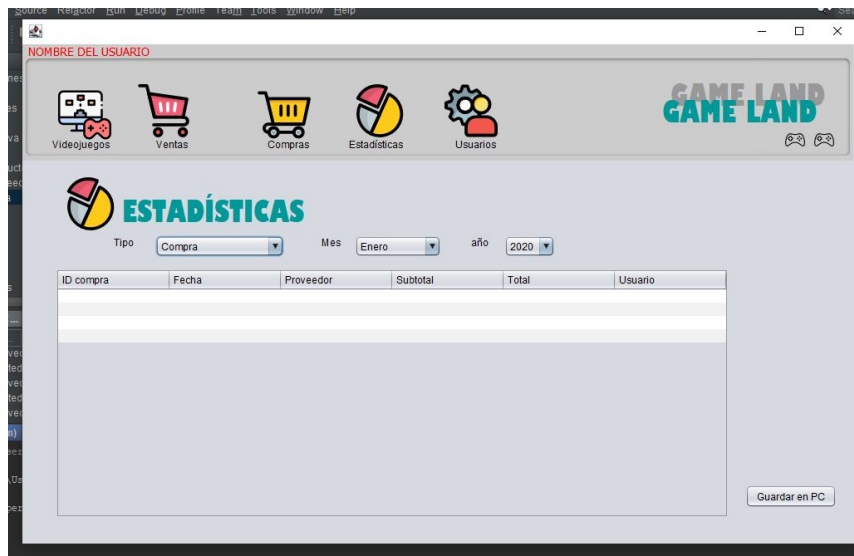 Source Refactor Run Debug Profile Team Tools Window Help
NOMBRE DEL USUARIO
Videojuegos Ventas Compras Estadísticas Usuarios
GAME LAND
GAME LAND
ESTADÍSTICAS
Tipo Compra Mes Enero año 2020
ID compra Fecha Proveedor Subtotal Total Usuario
Guardar en PC